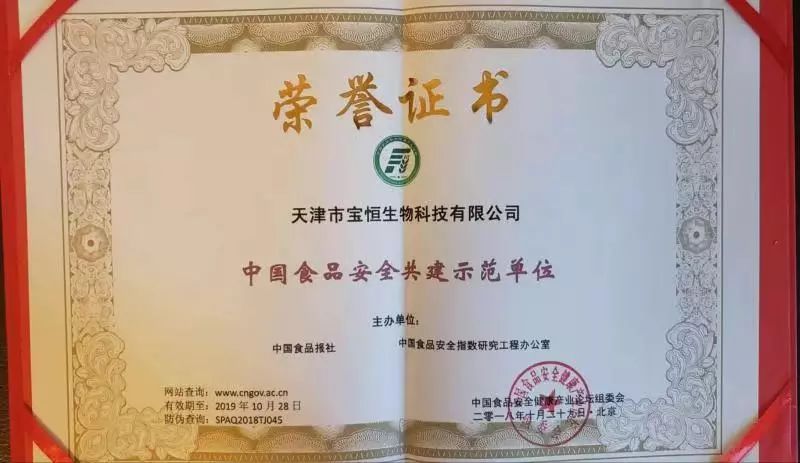 荣誉证书
天津市宝恒生物科技有限公司
中国食品安全共建示范单位
主办单位：
中国食品报社 中国食品安全指数研究工程办公室
网站查询：www.cngov.ac.cn
有效期至：2019 年 10 月 28 日
防伪查询：SPAQ2018TJ045
中国食品安全健康产业论坛组委会
二零一八年十月二十九日·北京